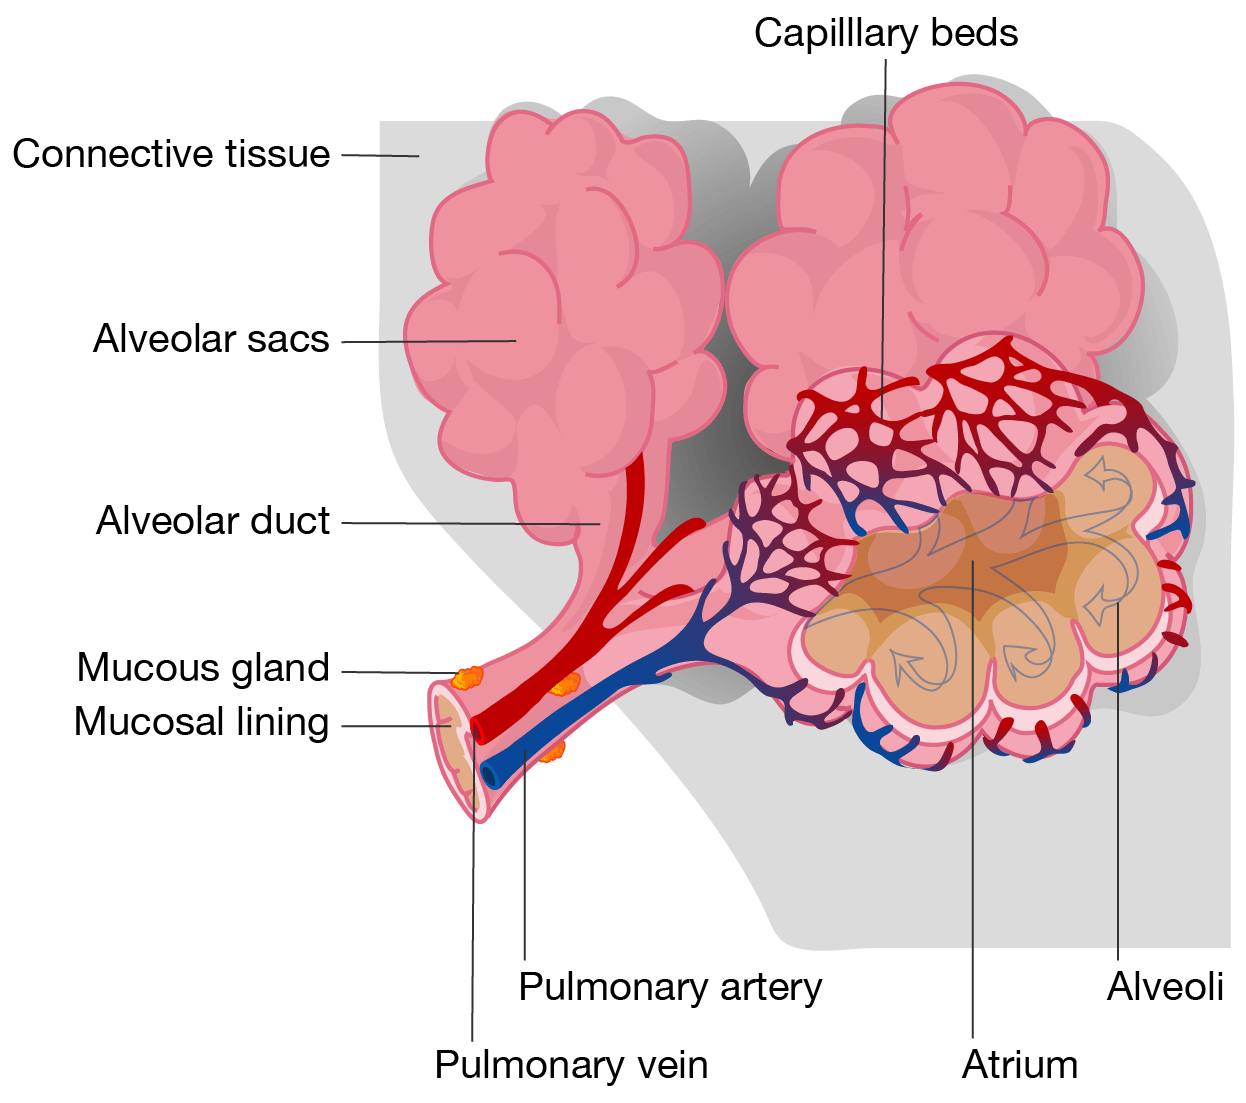 Capilllary beds
Connective tissue
Alveolar sacs
Alveolar duct
Mucous gland
Mucosal lining
Pulmonary artery
Alveoli
Pulmonary vein
Atrium